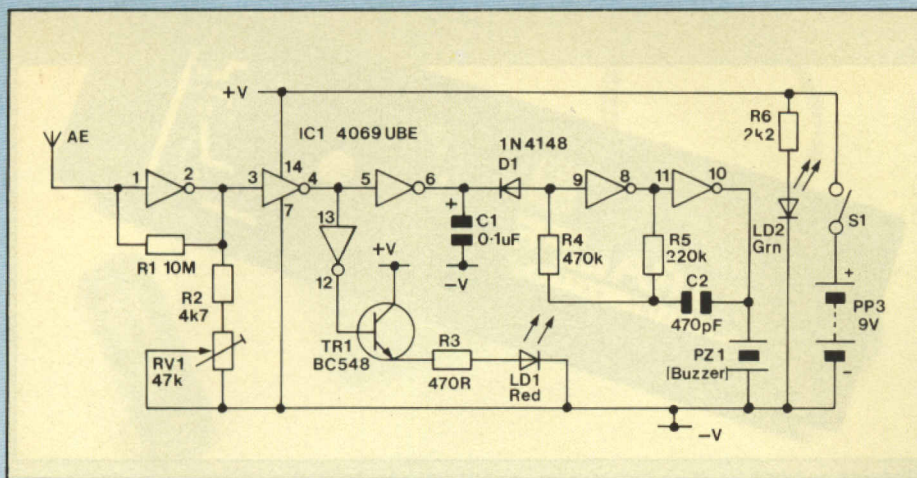 +V
AE
IC1 4069UBE
1N4148
D1
R6
2k2
1
2
3
14
4
7
5
6
9
8
11
10
13
12
R1 10M
R2
4k7
RV1
47k
+V
TR1
BC548
R3
470R
LD1
Red
+
C1
0·1uF
-V
R4
470k
R5
220k
C2
470pF
PZ1
(Buzzer)
LD2
Grn
S1
+
PP3
9V
-
-V